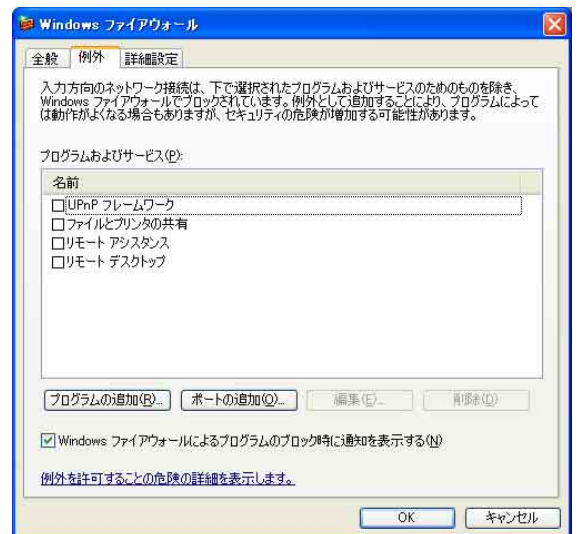 Windows ファイアウォール
全般 例外 詳細設定
入力方向のネットワーク接続は、下で選択されたプログラムおよびサービスのためのものを除き、
Windows ファイアウォールでブロックされています。例外として追加することにより、プログラムによって
は動作がよくなる場合もありますが、セキュリティの危険が増加する可能性があります。
プログラムおよびサービス(P):
名前
UPnP フレームワーク
ファイルとプリンタの共有
リモート アシスタンス
リモート デスクトップ
プログラムの追加(R)... ポートの追加(O)... 編集(E)... 削除(D)
Windows ファイアウォールによるプログラムのブロック時に通知を表示する(N)
例外を許可することの危険の詳細を表示します。
OK キャンセル